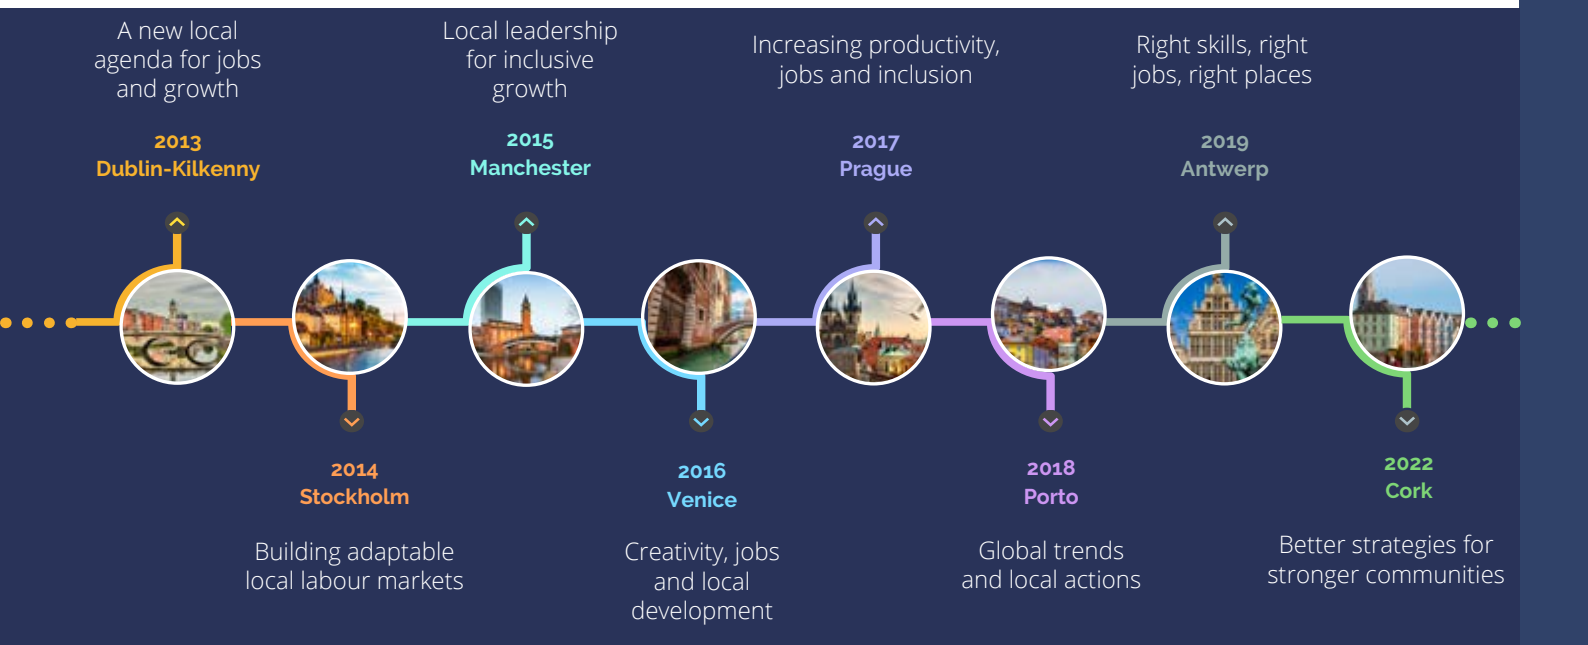 A new local
agenda for jobs
and growth
2013
Dublin-Kilkenny
2014
Stockholm
Building adaptable
local labour markets
Local leadership
for inclusive
growth
2015
Manchester
2016
Venice
Creativity, jobs
and local
development
Increasing productivity,
jobs and inclusion
2017
Prague
2018
Porto
Global trends
and local actions
Right skills, right
jobs, right places
2019
Antwerp
2022
Cork
Better strategies for
stronger communities